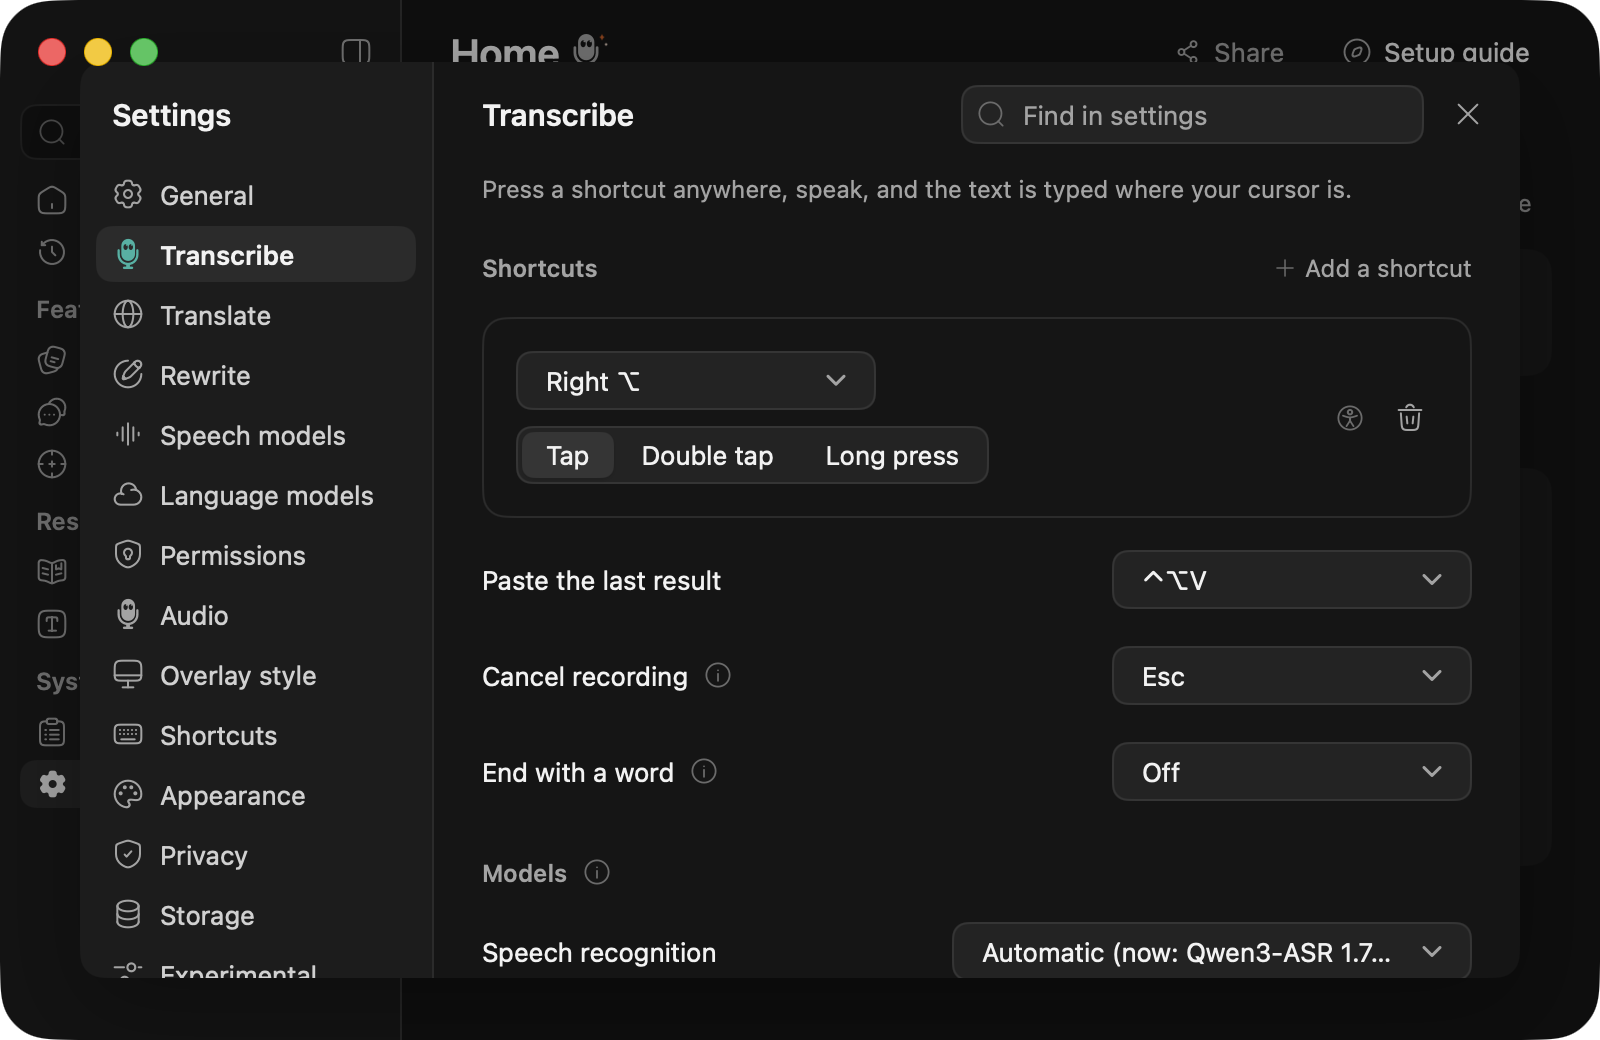 Home
Share
Setup guide
Settings
Transcribe
Find in settings
General
Transcribe
Translate
Rewrite
Speech models
Language models
Permissions
Audio
Overlay style
Shortcuts
Appearance
Privacy
Storage
Experimental
Press a shortcut anywhere, speak, and the text is typed where your cursor is.
Shortcuts
+ Add a shortcut
Right ⌥
Tap Double tap Long press
Paste the last result
^⌥V
Cancel recording
Esc
End with a word
Off
Models
Speech recognition
Automatic (now: Qwen3-ASR 1.7...